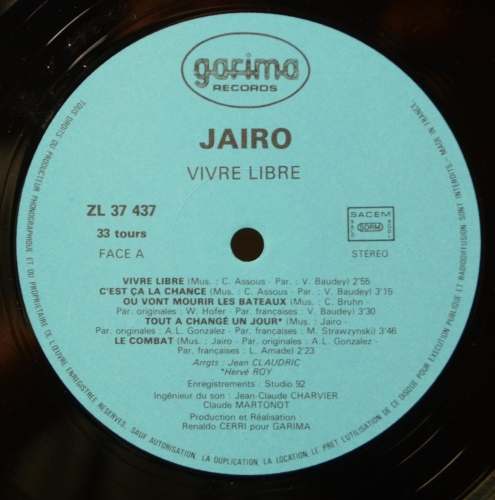 garima
RECORDS
JAIRO
VIVRE LIBRE
ZL 37 437
33 tours
FACE A
SACEM
SDRM
STEREO
VIVRE LIBRE (Mus. : C. Assous - Par. : V. Baudey) 2'55
C'EST ÇA LA CHANCE (Mus. : C. Assous - Par. : V. Baudey) 3'15
OU VONT MOURIR LES BATEAUX (Mus. : C. Bruhn -
Par. originales : W. Hofer - Par. françaises : V. Baudey) 3'30
TOUT A CHANGÉ UN JOUR* (Mus. : Jairo -
Par. originales : A.L. Gonzalez - Par. françaises : M. Strawzynskii) 3'46
LE COMBAT (Mus. : Jairo - Par. originales : A.L. Gonzalez -
Par. françaises : L. Amade) 2'23
Arrgts : Jean CLAUDRIC
*Hervé ROY
Enregistrements : Studio 92
Ingénieur du son : Jean-Claude CHARVIER
Claude MARTONOT
Réalisation :
Renaldo CERRI pour GARIMA
TOUS DROITS DU PRODUCTEUR PHONOGRAPHIQUE ET DU PROPRIETAIRE DE L'ŒUVRE ENREGISTREE RESERVES. SAUF AUTORISATION, LA DUPLICATION, LA LOCATION, LE PRET, L'UTILISATION DE CE DISQUE POUR EXECUTION PUBLIQUE ET RADIODIFFUSION SONT INTERDITS. - MADE IN FRANCE.